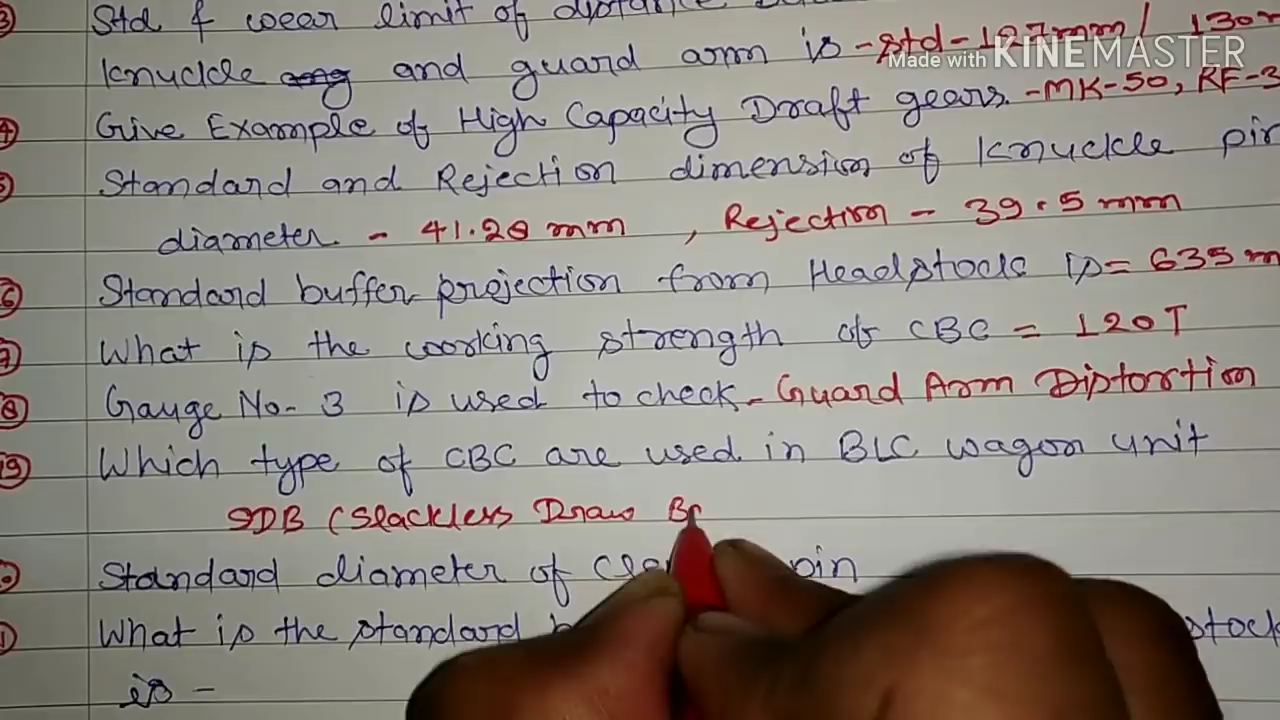 ③ Std & wear limit of distance
Knuckle and guard arm is - Std - 127mm / 130
Made with KINEMASTER
④ Give Example of High Capacity Draft gears. - MK-50, RF-3
⑤ Standard and Rejection dimension of Knuckle pin
diameter. - 41.28 mm , Rejection - 39.5 mm
⑥ Standard buffer projection from Headstock is = 635 m
⑦ What is the working strength of CBC = 120T
⑧ Gauge No- 3 is used to check - Guard Arm Distortion
⑨ Which type of CBC are used in BLC wagon unit
SDB (Slackless Draw
Standard diameter of pin
What is the standard stock
is -